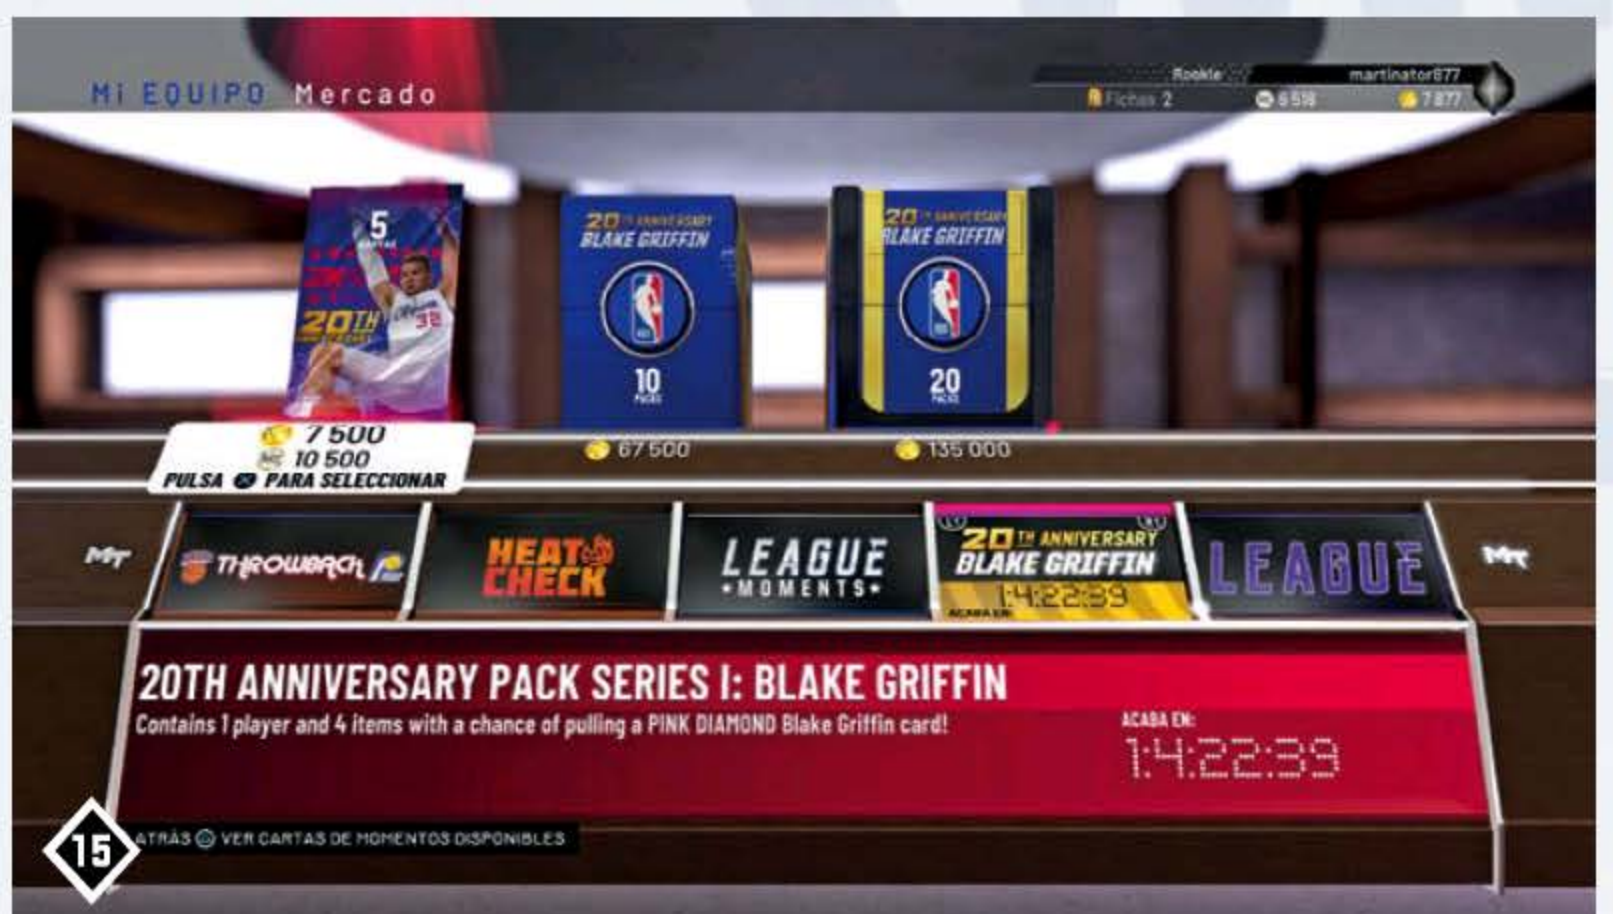 Mi EQUIPO Mercado
Rookie martinator877
Fichas 2 6 518 7 877
5
20TH
32
20TH ANNIVERSARY
BLAKE GRIFFIN
10
PACKS
20TH ANNIVERSARY
BLAKE GRIFFIN
20
PACKS
7 500
10 500
PULSA PARA SELECCIONAR
67 500
135 000
MT
THROWBACK
HEAT CHECK
LEAGUE
MOMENTS
20TH ANNIVERSARY
BLAKE GRIFFIN
1:4:22:39
ACABA EN:
LEAGUE
MT
20TH ANNIVERSARY PACK SERIES I: BLAKE GRIFFIN
Contains 1 player and 4 items with a chance of pulling a PINK DIAMOND Blake Griffin card!
ACABA EN:
1:4:22:39
15
ATRÁS VER CARTAS DE MOMENTOS DISPONIBLES